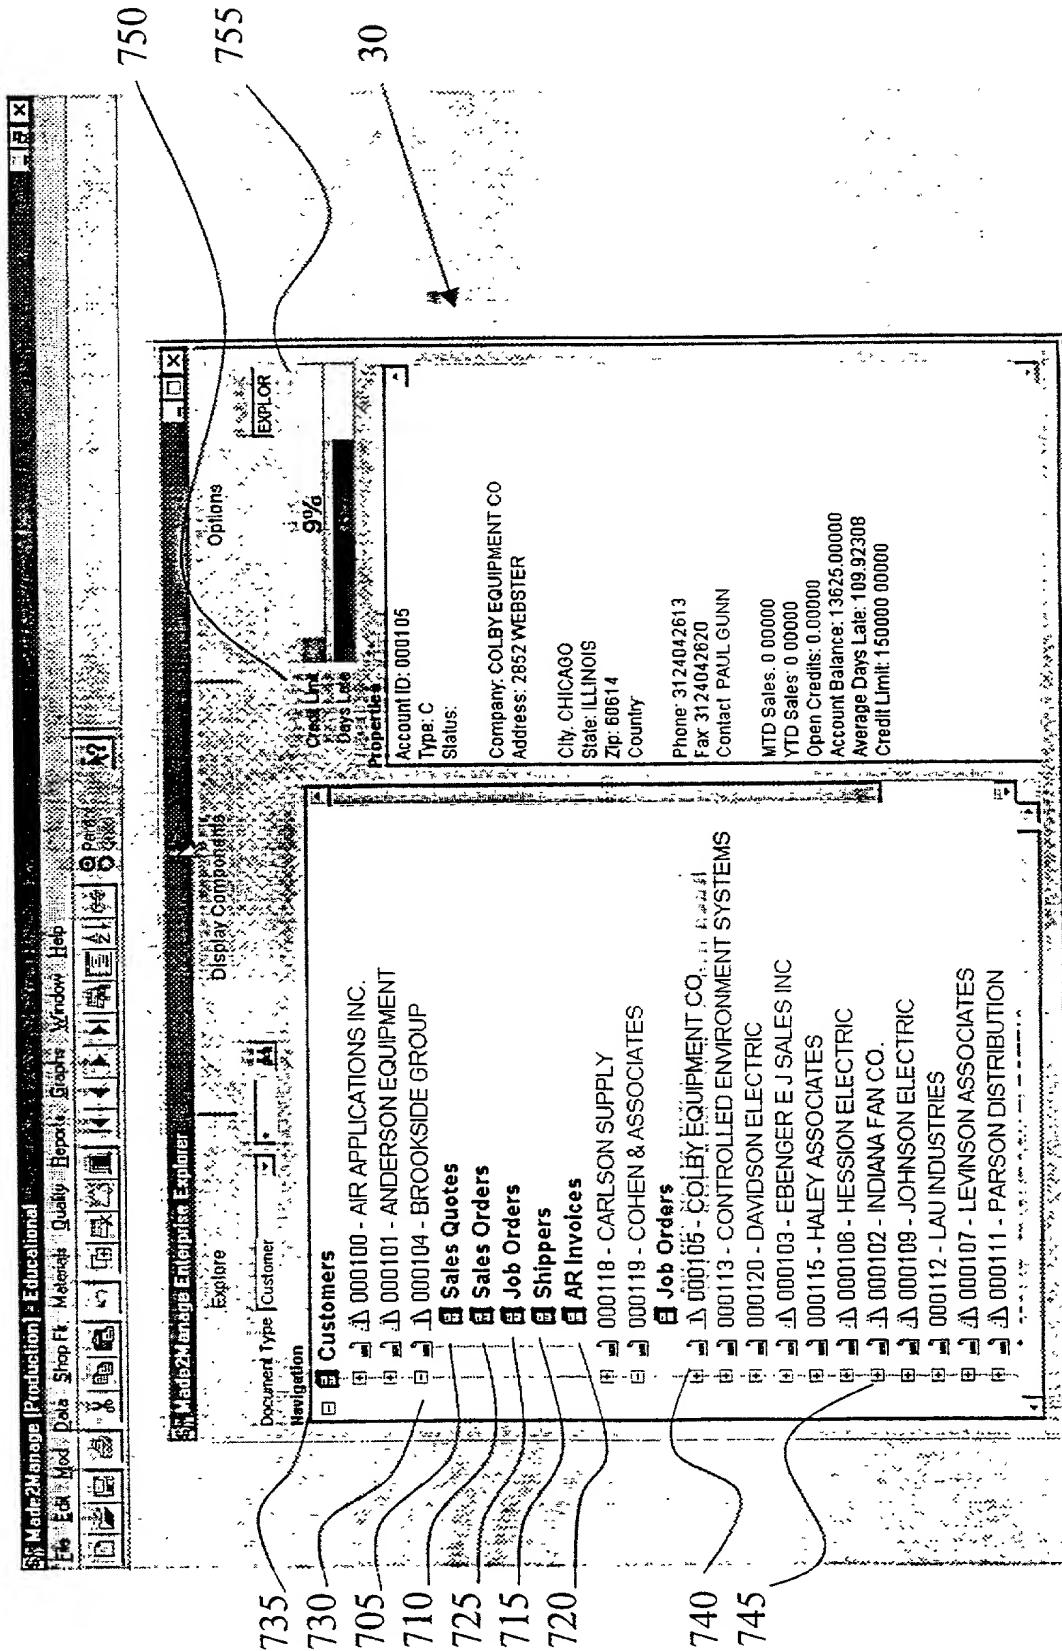 Made2Manage [Production] - Educational
File Edit Mod Data Shop Flr Materials Quality Reports Graphs Window Help
Made2Manage Enterprise Explorer
Explore
Display Components
Options
Document Type Customer
EXPLOR
Navigation
Credit Limit 9%
Days Late
Properties
Customers
000100 - AIR APPLICATIONS INC.
000101 - ANDERSON EQUIPMENT
000104 - BROOKSIDE GROUP
Sales Quotes
Sales Orders
Job Orders
Shippers
AR Invoices
000118 - CARLSON SUPPLY
000119 - COHEN & ASSOCIATES
Job Orders
000105 - COLBY EQUIPMENT CO.
000113 - CONTROLLED ENVIRONMENT SYSTEMS
000120 - DAVIDSON ELECTRIC
000103 - EBENGER E J SALES INC
000115 - HALEY ASSOCIATES
000106 - HESSION ELECTRIC
000102 - INDIANA FAN CO.
000109 - JOHNSON ELECTRIC
000112 - LAU INDUSTRIES
000107 - LEVINSON ASSOCIATES
000111 - PARSON DISTRIBUTION
Account ID: 000105
Type: C
Status:
Company: COLBY EQUIPMENT CO
Address: 2852 WEBSTER
City: CHICAGO
State: ILLINOIS
Zip: 60614
Country
Phone: 3124042613
Fax 3124042620
Contact PAUL GUNN
MTD Sales. 0 00000
YTD Sales: 0 00000
Open Credits: 0.00000
Account Balance: 13625.00000
Average Days Late: 109.92308
Credit Limit: 150000 00000
735
730
705
710
725
715
720
740
745
750
755
30